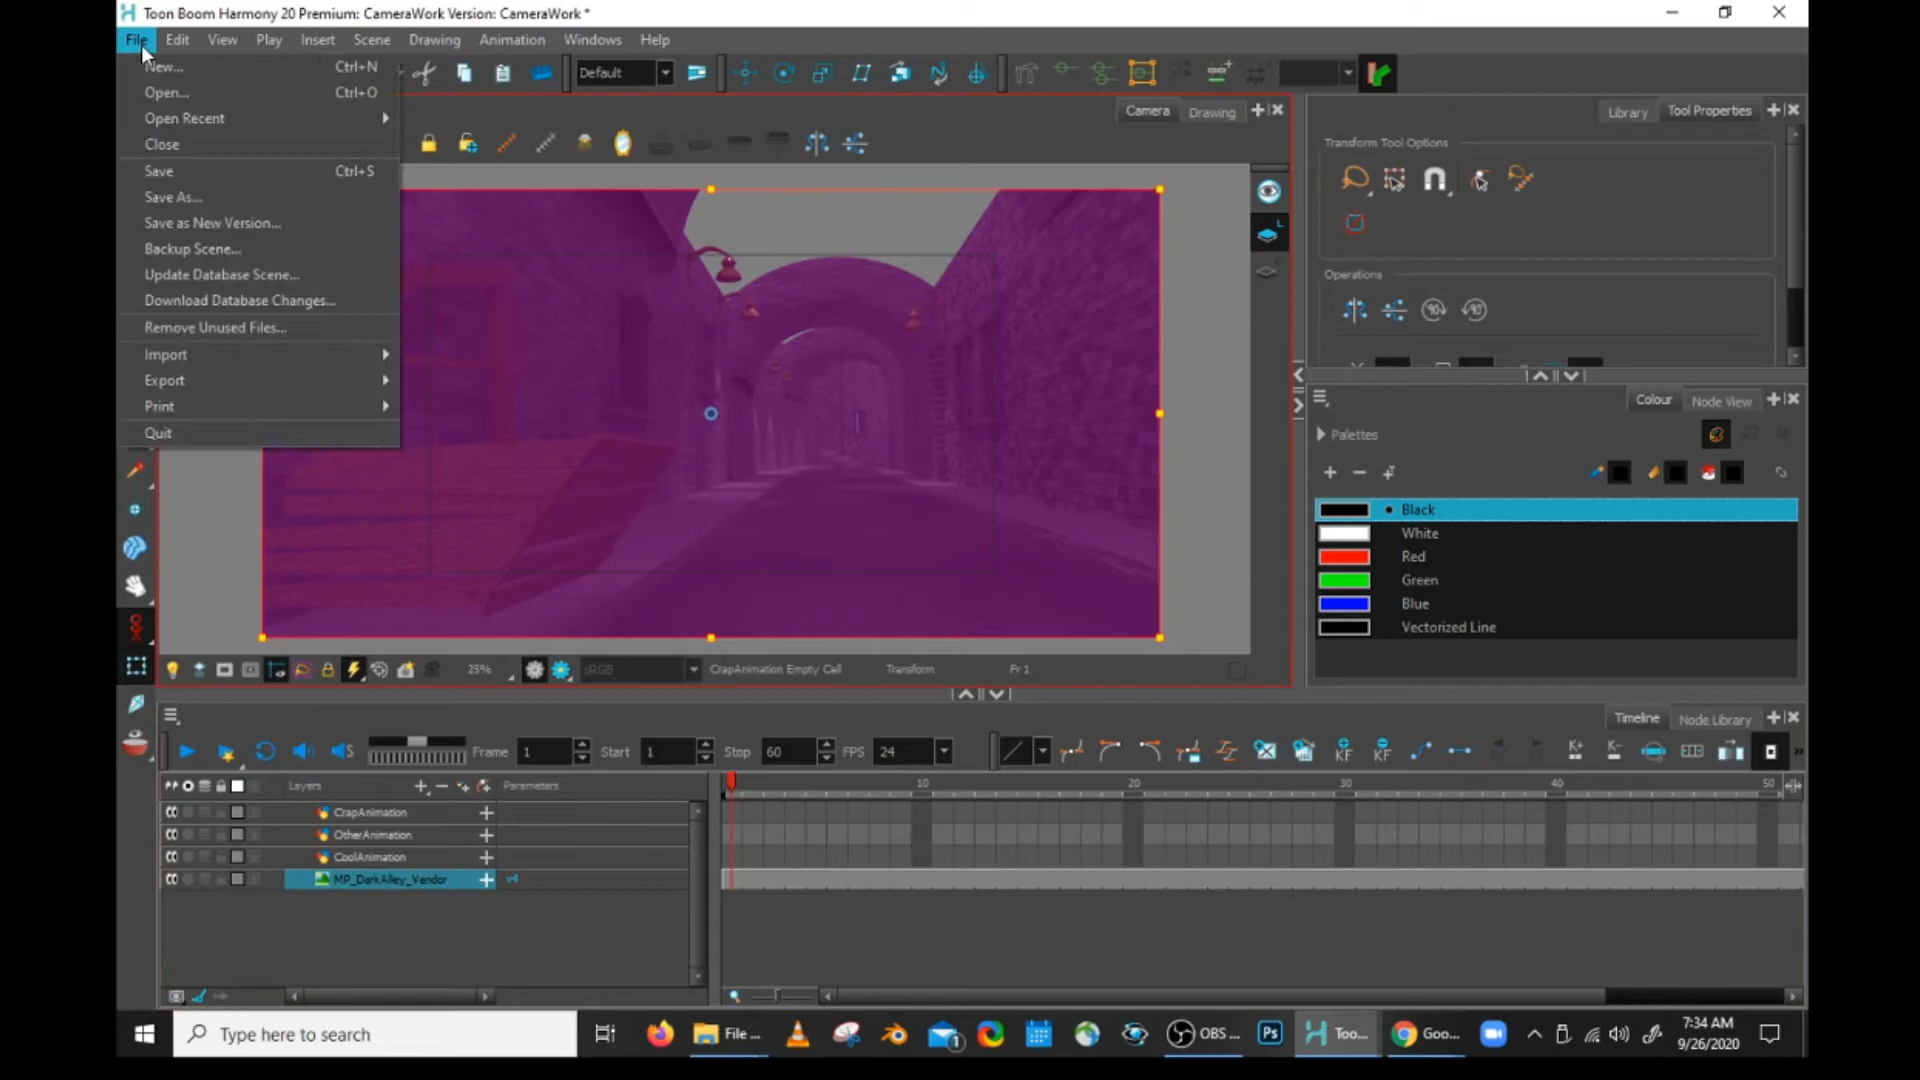 Toon Boom Harmony 20 Premium: CameraWork Version: CameraWork *
File Edit View Play Insert Scene Drawing Animation Windows Help
New... Ctrl+N
Open... Ctrl+O
Open Recent
Close
Save Ctrl+S
Save As...
Save as New Version...
Backup Scene...
Update Database Scene...
Download Database Changes...
Remove Unused Files...
Import
Export
Print
Quit
Default
Camera Drawing
Library Tool Properties
Transform Tool Options
Operations
Colour Node View
Palettes
Black
White
Red
Green
Blue
Vectorized Line
25% sRGB CrapAnimation Empty Cell Transform Fr 1
Timeline Node Library
Frame 1 Start 1 Stop 60 FPS 24
Layers Parameters
10 20 30 40 50
CrapAnimation
OtherAnimation
CoolAnimation
MP_DarkAlley_Vendor
Type here to search
File ...
OBS ...
Too...
Goo...
7:34 AM
9/26/2020